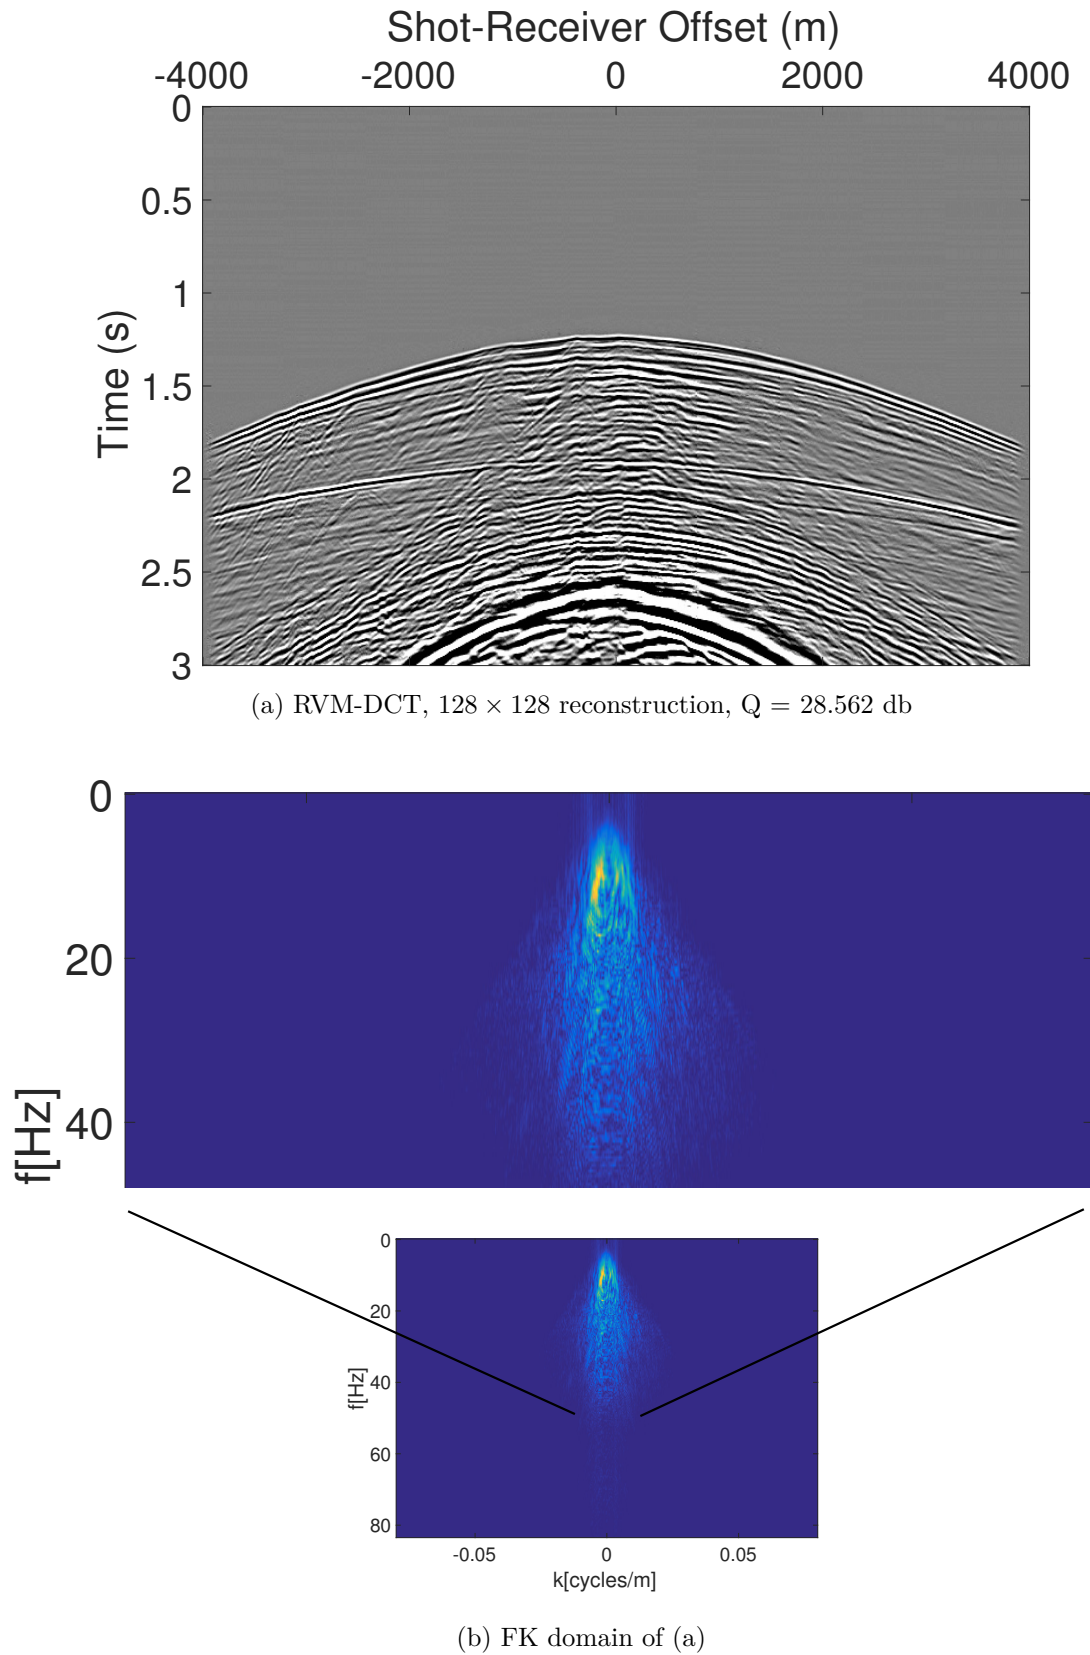 Shot-Receiver Offset (m)
-4000 -2000 0 2000 4000
0
0.5
1
1.5
2
2.5
3
Time (s)
(a) RVM-DCT, 128 × 128 reconstruction, Q = 28.562 db
0
20
40
f[Hz]
0
20
40
60
80
f[Hz]
-0.05 0 0.05
k[cycles/m]
(b) FK domain of (a)